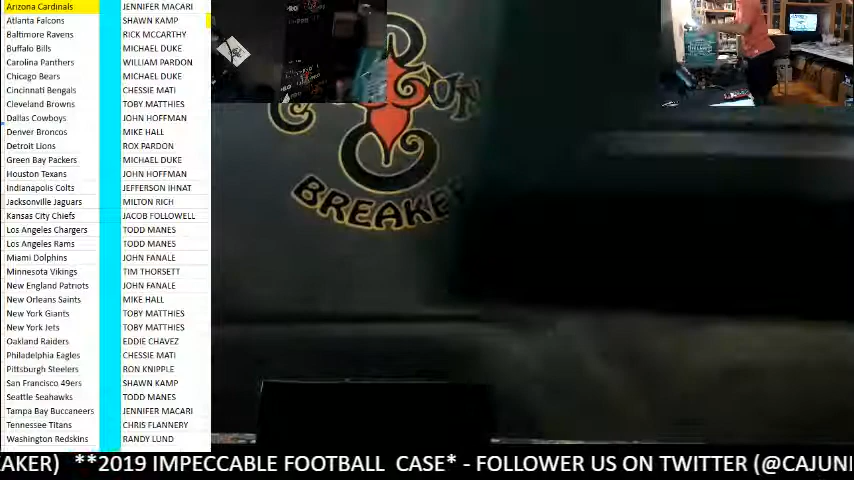 Arizona Cardinals JENNIFER MACARI
Atlanta Falcons SHAWN KAMP
Baltimore Ravens RICK MCCARTHY
Buffalo Bills MICHAEL DUKE
Carolina Panthers WILLIAM PARDON
Chicago Bears MICHAEL DUKE
Cincinnati Bengals CHESSIE MATI
Cleveland Browns TOBY MATTHIES
Dallas Cowboys JOHN HOFFMAN
Denver Broncos MIKE HALL
Detroit Lions ROX PARDON
Green Bay Packers MICHAEL DUKE
Houston Texans JOHN HOFFMAN
Indianapolis Colts JEFFERSON IHNAT
Jacksonville Jaguars MILTON RICH
Kansas City Chiefs JACOB FOLLOWELL
Los Angeles Chargers TODD MANES
Los Angeles Rams TODD MANES
Miami Dolphins JOHN FANALE
Minnesota Vikings TIM THORSETT
New England Patriots JOHN FANALE
New Orleans Saints MIKE HALL
New York Giants TOBY MATTHIES
New York Jets TOBY MATTHIES
Oakland Raiders EDDIE CHAVEZ
Philadelphia Eagles CHESSIE MATI
Pittsburgh Steelers RON KNIPPLE
San Francisco 49ers SHAWN KAMP
Seattle Seahawks TODD MANES
Tampa Bay Buccaneers JENNIFER MACARI
Tennessee Titans CHRIS FLANNERY
Washington Redskins RANDY LUND
BREAKE
AKER) **2019 IMPECCABLE FOOTBALL CASE* - FOLLOWER US ON TWITTER (@CAJUNI